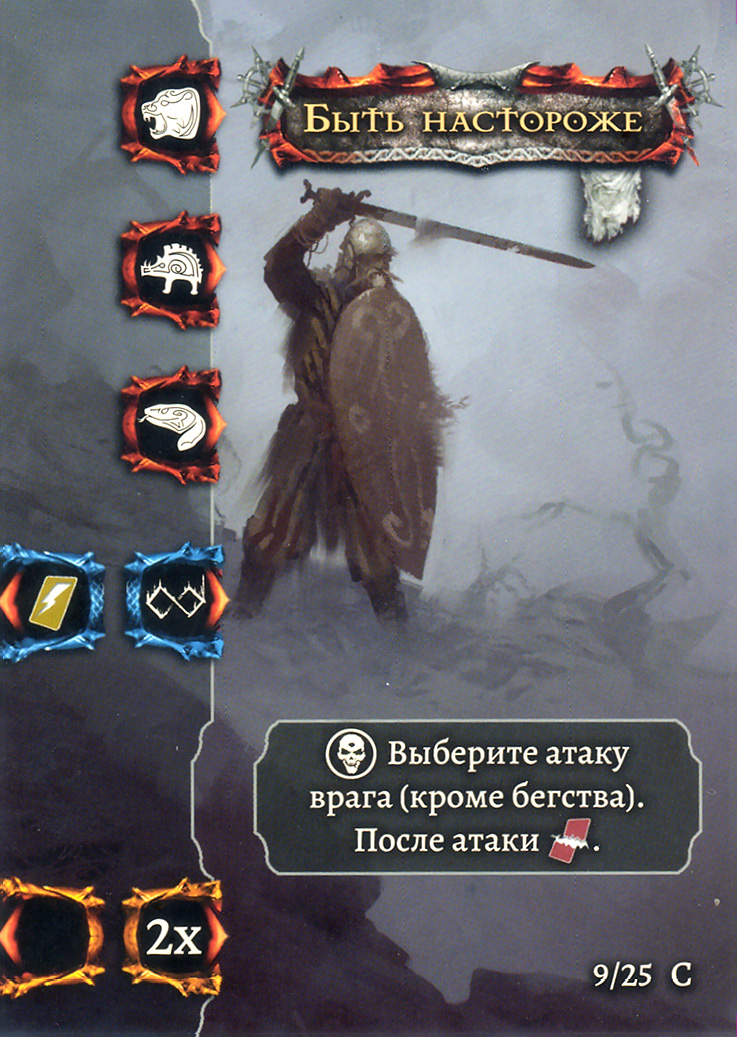 Быть настороже
Выберите атаку
врага (кроме бегства).
После атаки .
2x
9/25 С